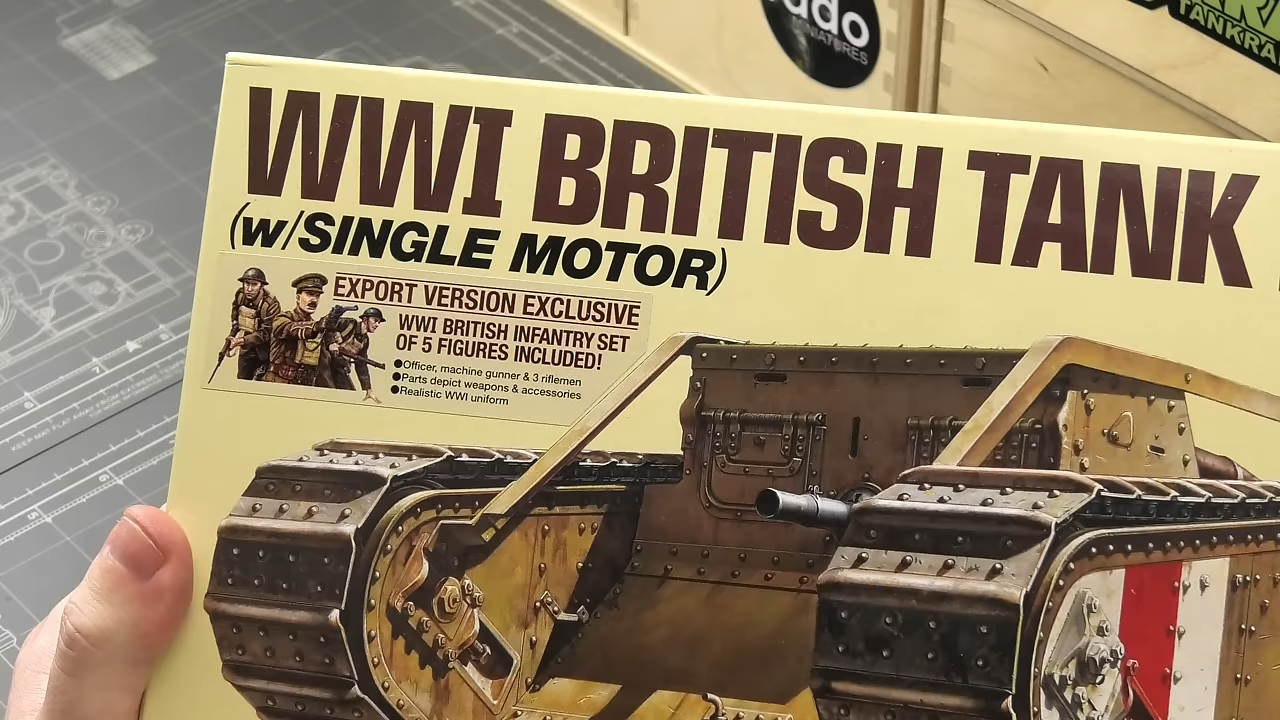 WWI BRITISH TANK
(w/SINGLE MOTOR)
EXPORT VERSION EXCLUSIVE
WWI BRITISH INFANTRY SET
OF 5 FIGURES INCLUDED!
●Officer, machine gunner & 3 riflemen
●Parts depict weapons & accessories
●Realistic WWI uniform